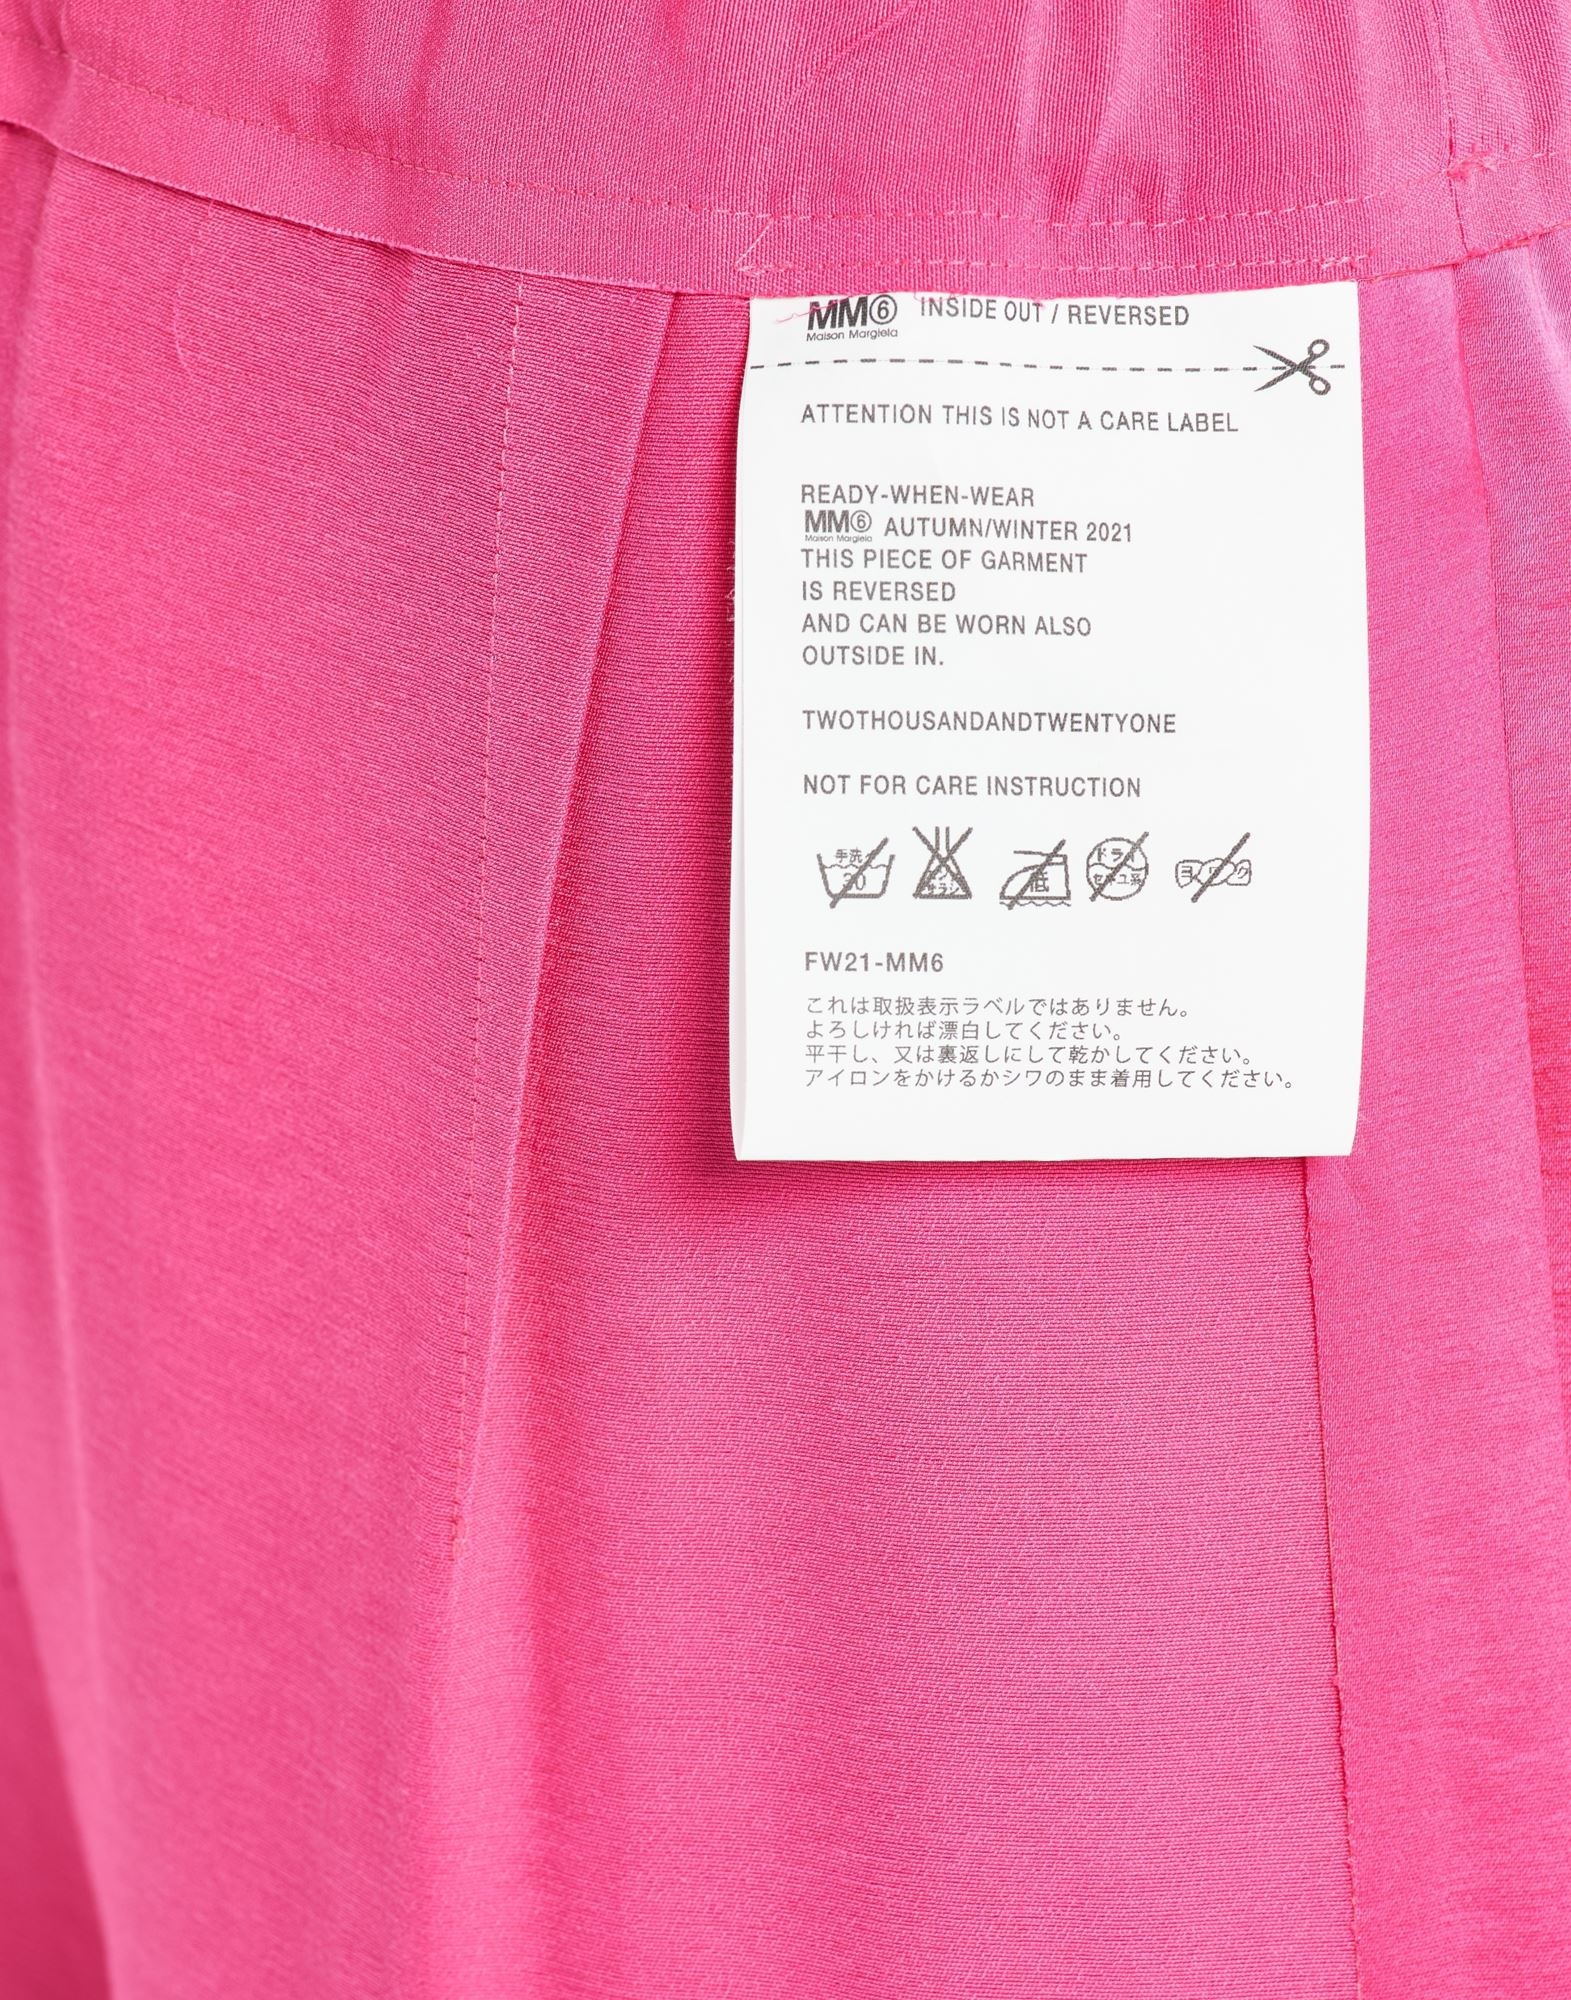 MM⑥ INSIDE OUT / REVERSED
Maison Margiela
ATTENTION THIS IS NOT A CARE LABEL
READY-WHEN-WEAR
MM⑥ AUTUMN/WINTER 2021
Maison Margiela
THIS PIECE OF GARMENT
IS REVERSED
AND CAN BE WORN ALSO
OUTSIDE IN.
TWOTHOUSANDANDTWENTYONE
NOT FOR CARE INSTRUCTION
手洗 30 低
FW21-MM6
これは取扱表示ラベルではありません。
よろしければ漂白してください。
平干し、又は裏返しにして乾かしてください。
アイロンをかけるかシワのまま着用してください。